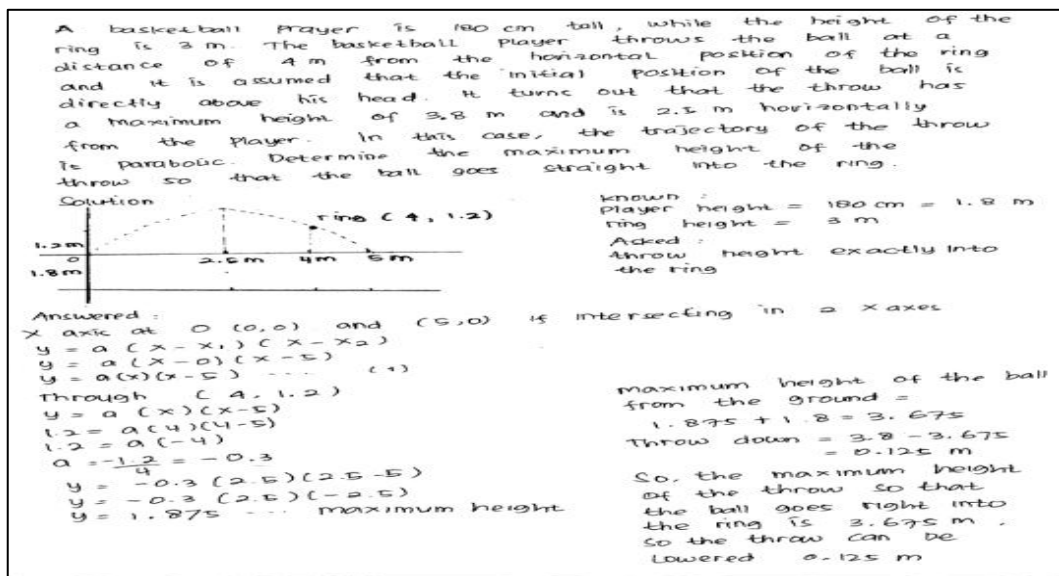 A basketball prayer is 180 cm tall, while the height of the
ring is 3 m. The basketball player throws the ball at a
distance of 4 m from the horizontal position of the ring
and it is assumed that the initial position of the ball is
directly above his head. It turns out that the throw has
a maximum height of 3.8 m and is 2.5 m horizontally
from the player. In this case, the trajectory of the throw
is parabolic. Determine the maximum height of the
throw so that the ball goes straight into the ring.
Solution
ring (4, 1.2)
1.2m
0
2.5m 4m 5m
1.8m
known :
Player height = 180 cm = 1.8 m
ring height = 3 m
Asked :
throw height exactly into
the ring
Answered :
X axic at 0 (0,0) and (5,0) if intersecting in 2 x axes
y = a (x - x₁)(x - x₂)
y = a(x-0)(x-5)
y = a(x)(x-5) .... (1)
Through (4, 1.2)
y = a (x)(x-5)
1.2 = a(4)(4-5)
1.2 = a(-4)
a = -1.2/4 = -0.3
y = -0.3 (2.5)(2.5-5)
y = -0.3 (2.5)(-2.5)
y = 1.875 ... maximum height
maximum height of the ball
from the ground =
1.875 + 1.8 = 3.675
Throw down = 3.8 - 3.675
= 0.125 m
So, the maximum height
of the throw so that
the ball goes right into
the ring is 3.675 m,
so the throw can be
lowered 0.125 m